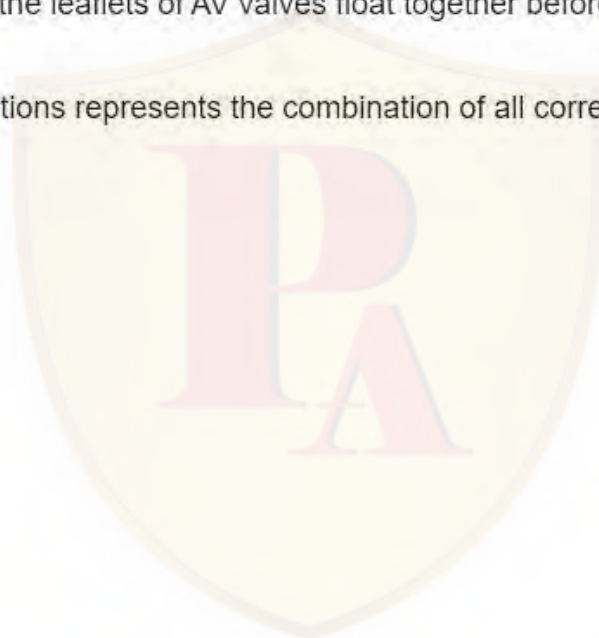 the leaflets of AV valves float together before
tions represents the combination of all corre
PA